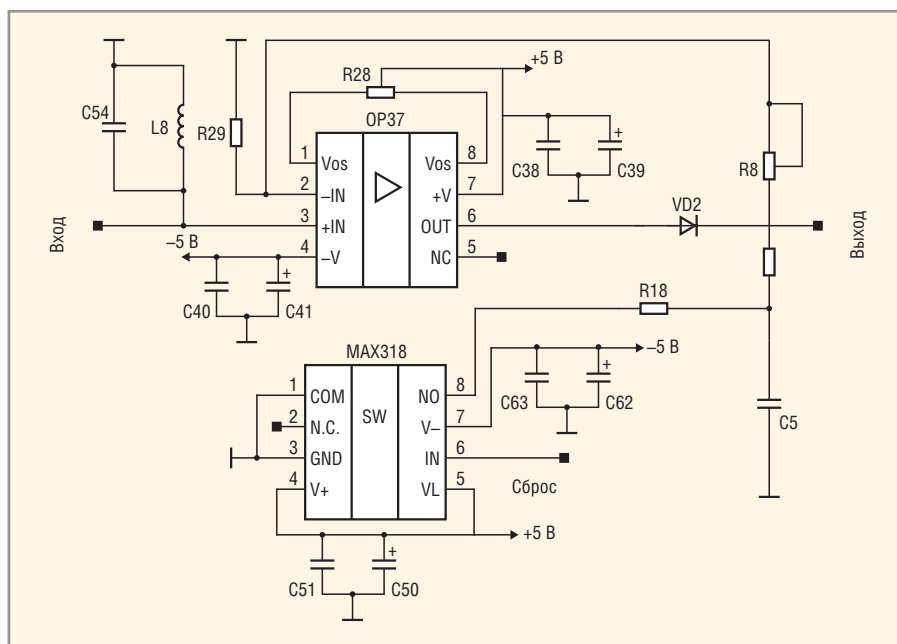 +5 В
R28
C54
L8
R29
OP37
1
Vos
Vos
8
2
–IN
+V
7
3
+IN
OUT
6
4
–V
NC
5
C38
+
C39
R8
VD2
Вход
Выход
–5 В
+
C40
C41
R18
MAX318
–5 В
1
COM
NO
8
2
N.C.
SW
V–
7
3
GND
IN
6
4
V+
VL
5
C63
+
C62
C5
Сброс
+5 В
C51
+
C50